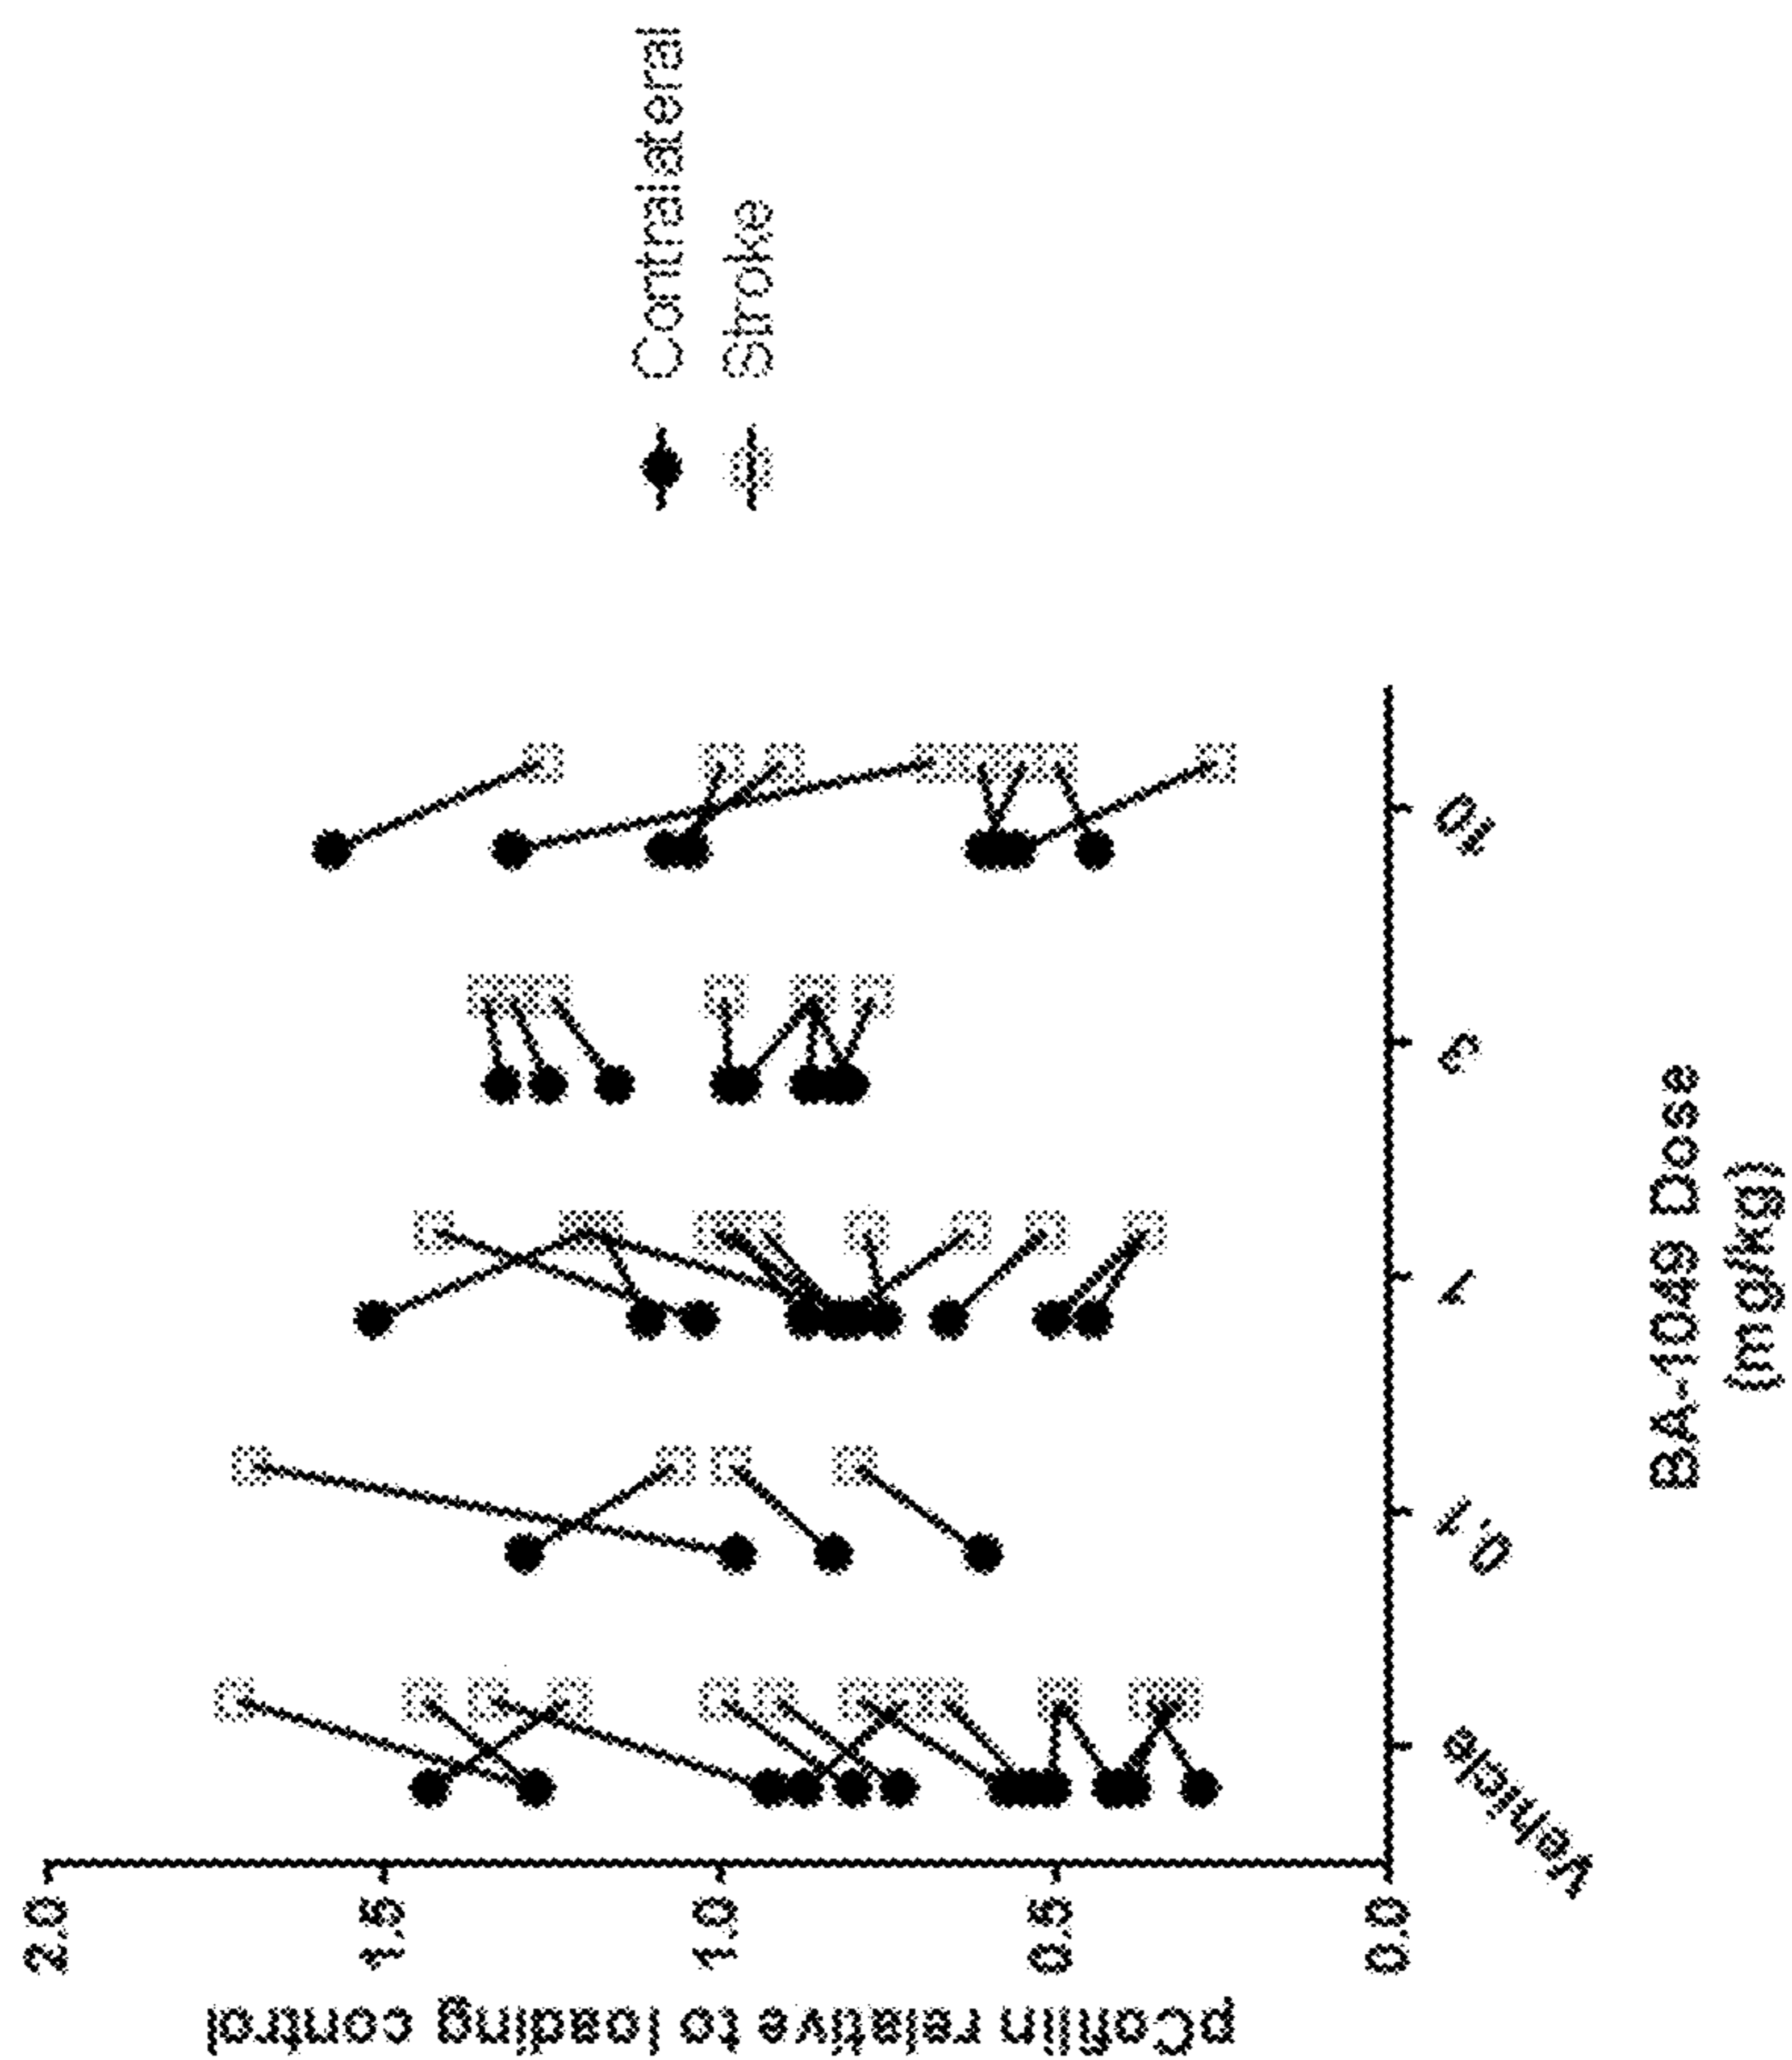 pCofilin relative to loading control
2.0
1.5
1.0
0.5
0.0
Vehicle
0.1
1
3
10
BA-1049 Dose
(mg/kg)
Contralateral
Stroke